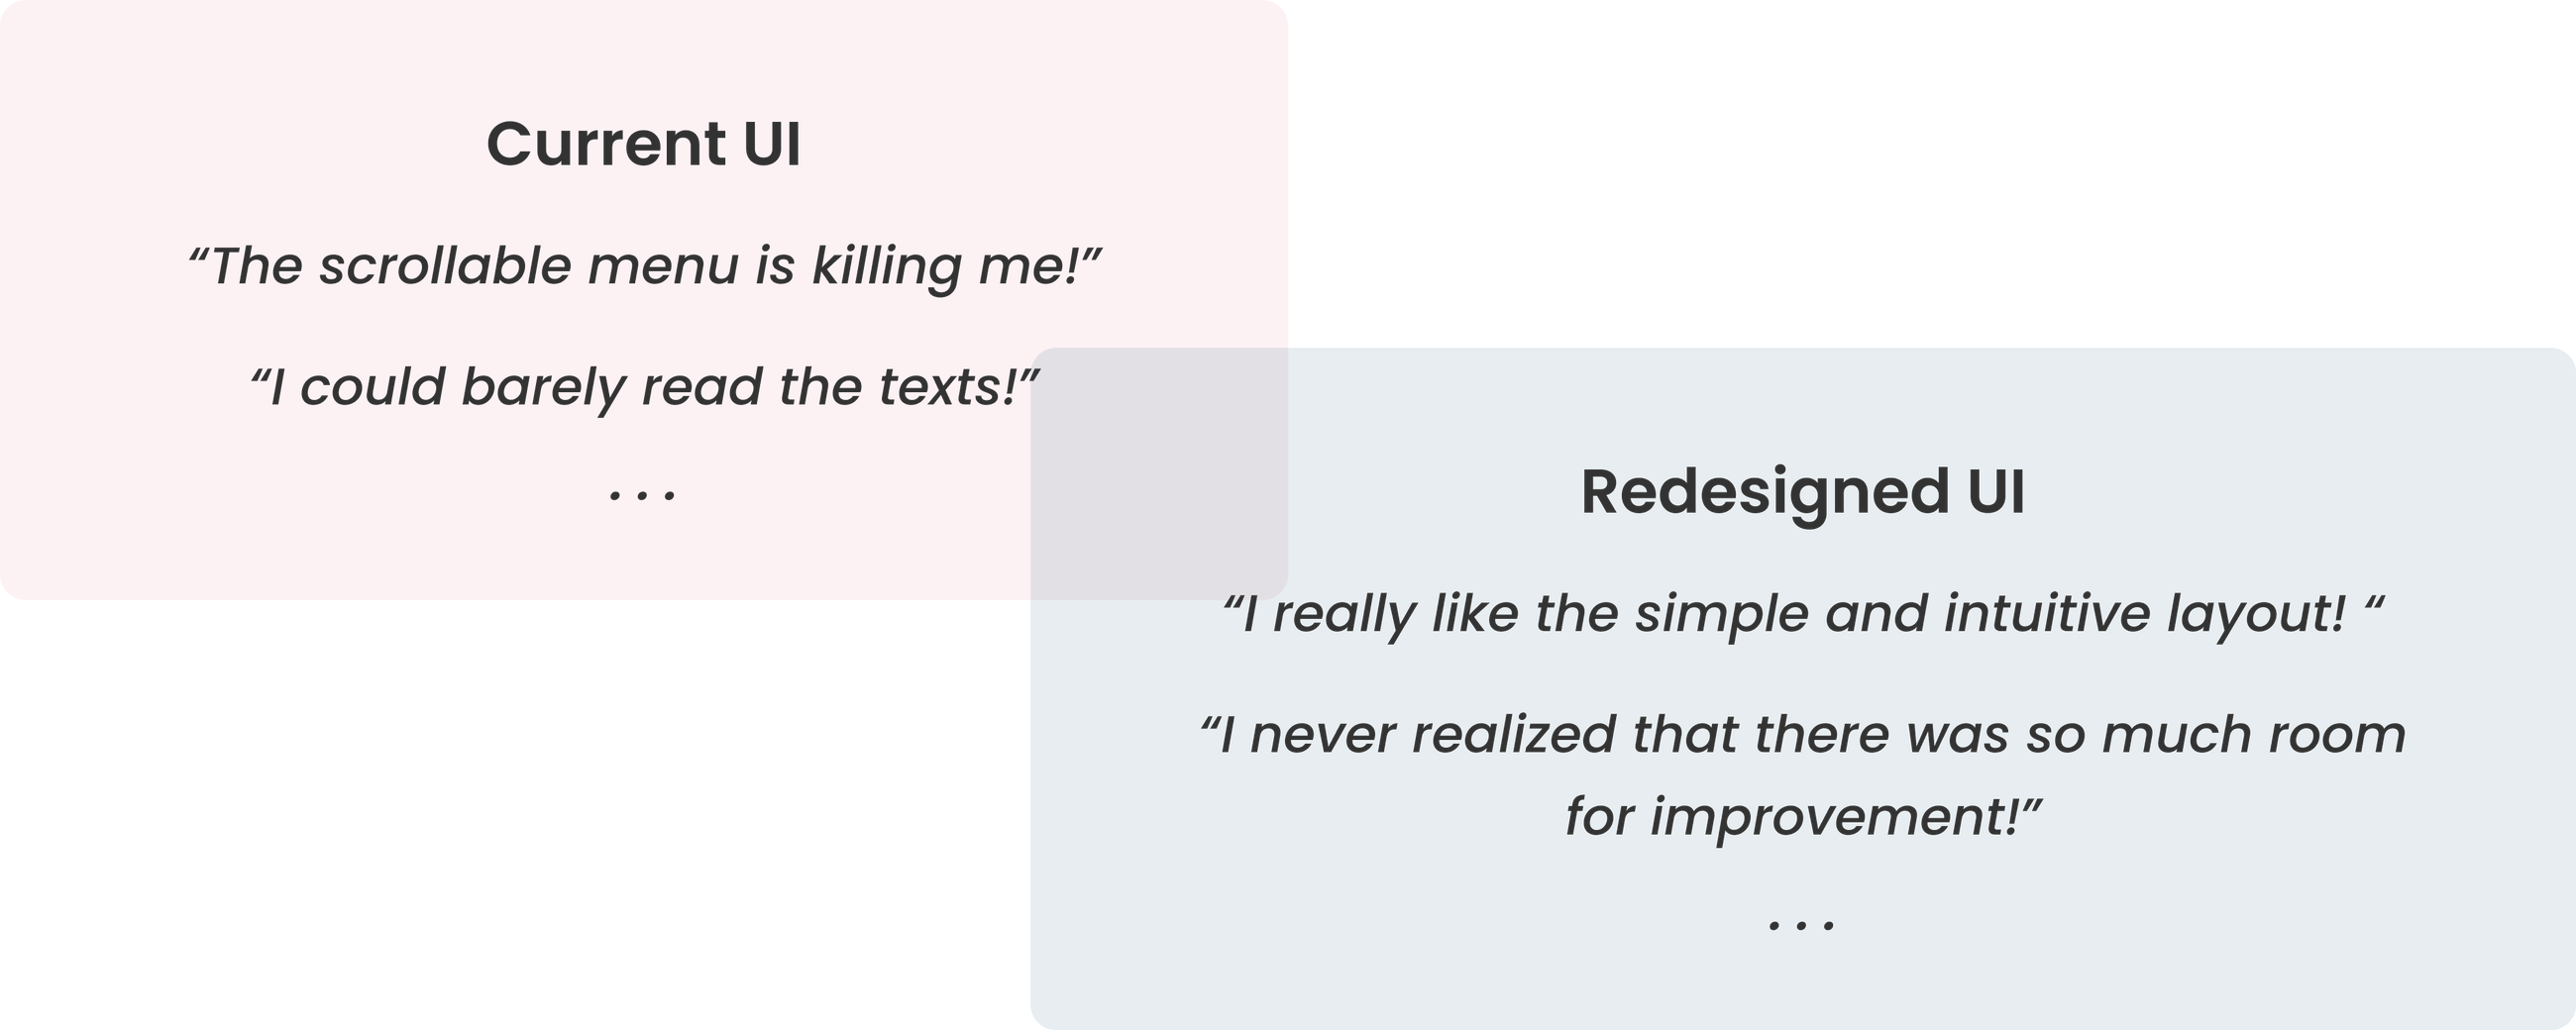 Current UI
“The scrollable menu is killing me!”
“I could barely read the texts!”
...
Redesigned UI
“I really like the simple and intuitive layout! “
“I never realized that there was so much room
for improvement!”
...